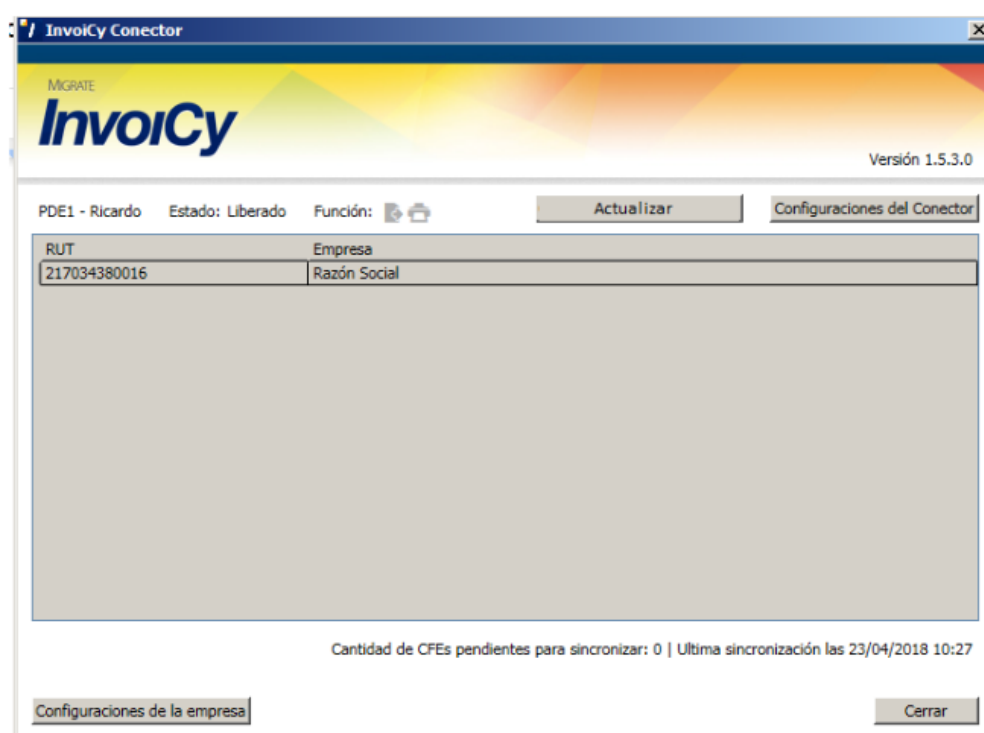 InvoiCy Conector
MIGRATE
InvoiCy
Versión 1.5.3.0
PDE1 - Ricardo Estado: Liberado Función: Actualizar Configuraciones del Conector
RUT Empresa
217034380016 Razón Social
Cantidad de CFEs pendientes para sincronizar: 0 | Ultima sincronización las 23/04/2018 10:27
Configuraciones de la empresa Cerrar